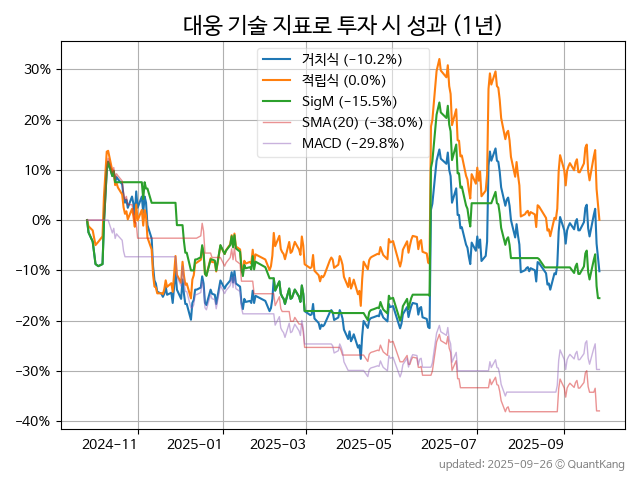 대웅 기술 지표로 투자 시 성과 (1년)
거치식 (−10.2%)
적립식 (0.0%)
SigM (−15.5%)
SMA(20) (−38.0%)
MACD (−29.8%)
30%
20%
10%
0%
−10%
−20%
−30%
−40%
2024-11 2025-01 2025-03 2025-05 2025-07 2025-09
updated: 2025-09-26 © QuantKang